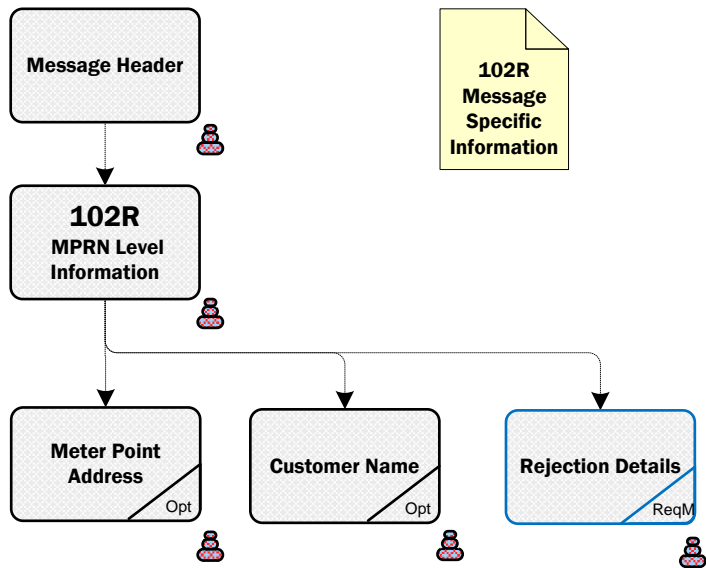 Message Header
102R
Message
Specific
Information
102R
MPRN Level
Information
Meter Point
Address
Opt
Customer Name
Opt
Rejection Details
ReqM